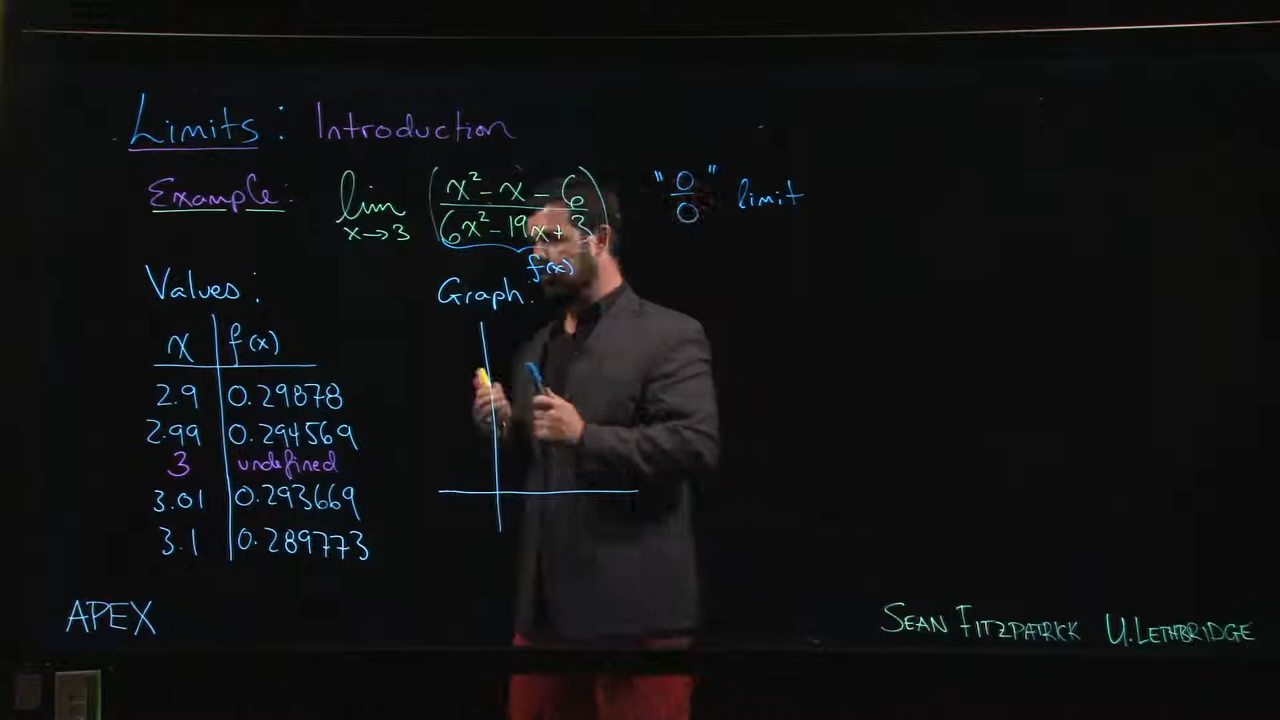 Limits: Introduction
Example: lim x→3 (x² - x - 6 / 6x² - 19x + 3) "0/0" limit
f(x)
Values: Graph:
x f(x)
2.9 0.29878
2.99 0.294569
3 undefined
3.01 0.293669
3.1 0.289773
APEX
SEAN FITZPATRICK U. LETHBRIDGE